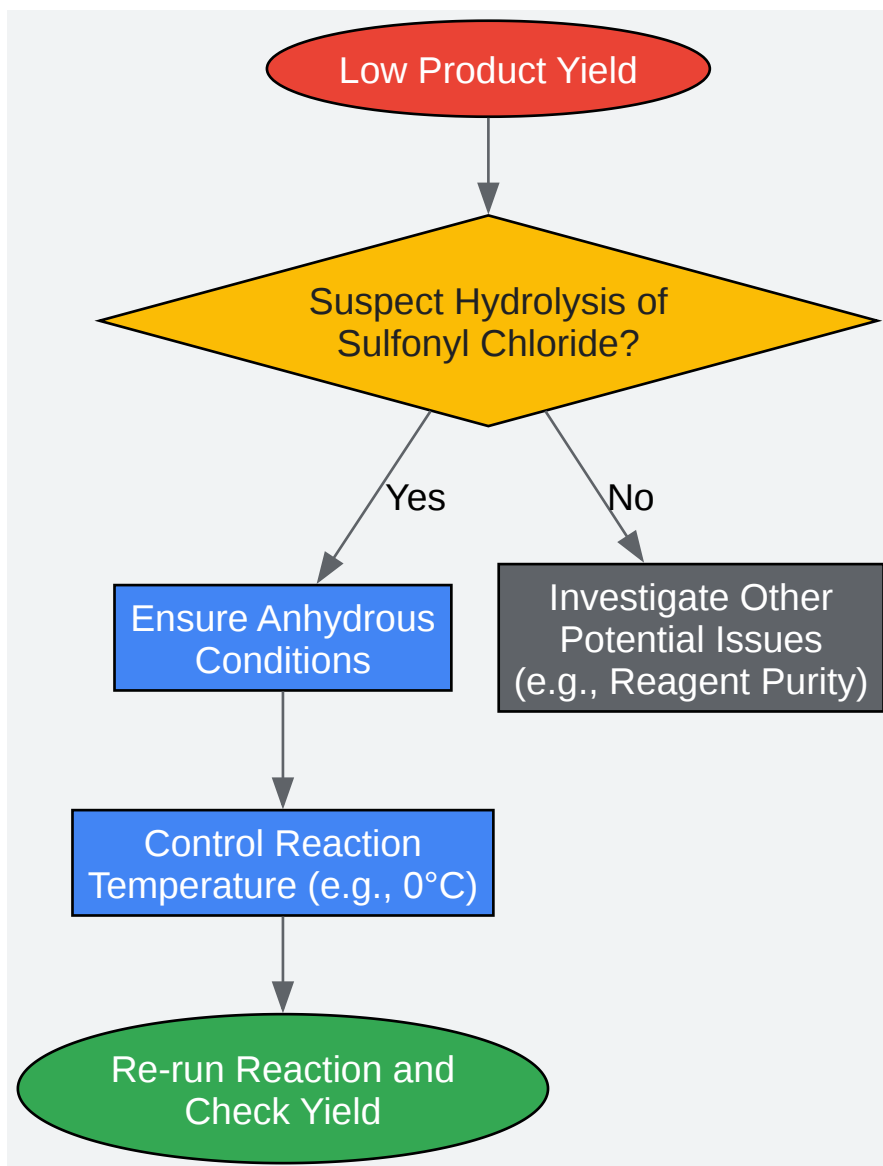 Low Product Yield
Suspect Hydrolysis of
Sulfonyl Chloride?
Yes
No
Ensure Anhydrous
Conditions
Investigate Other
Potential Issues
(e.g., Reagent Purity)
Control Reaction
Temperature (e.g., 0°C)
Re-run Reaction and
Check Yield